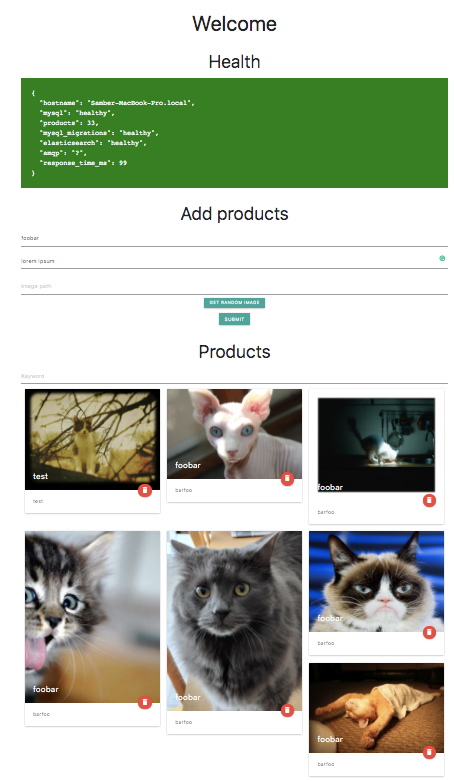 Welcome
Health
{
"hostname": "Samber-MacBook-Pro.local",
"mysql": "healthy",
"products": 33,
"mysql_migrations": "healthy",
"elasticsearch": "healthy",
"amqp": "?",
"response_time_ms": 99
}
Add products
foobar
lorem ipsum
Image path
GET RANDOM IMAGE
SUBMIT
Products
Keyword
test
test
foobar
barfoo
foobar
barfoo
foobar
barfoo
foobar
barfoo
foobar
barfoo
foobar
barfoo